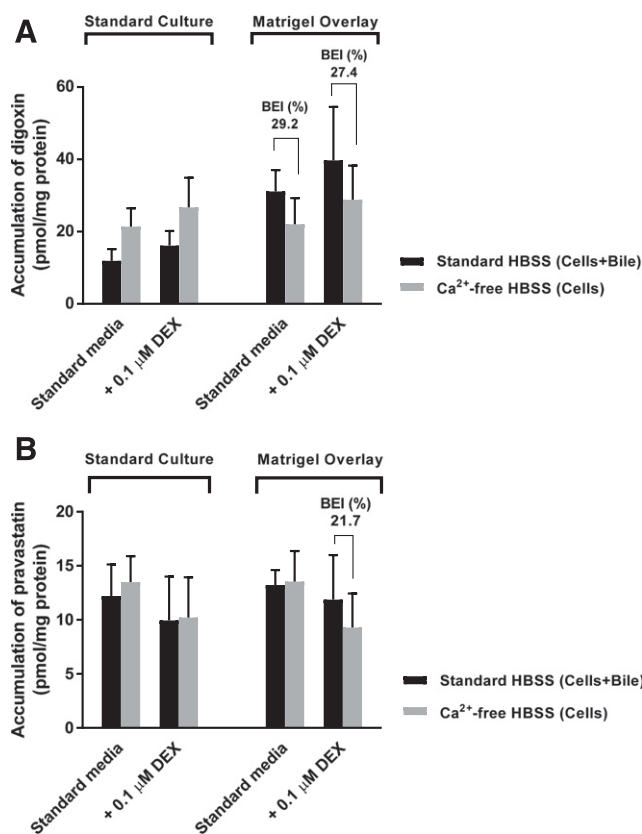 A
Standard Culture
Matrigel Overlay
BEI (%)
27.4
BEI (%)
29.2
60
40
20
0
Accumulation of digoxin
(pmol/mg protein)
Standard media
+ 0.1 μM DEX
Standard media
+ 0.1 μM DEX
Standard HBSS (Cells+Bile)
Ca²⁺-free HBSS (Cells)
B
Standard Culture
Matrigel Overlay
BEI (%)
21.7
20
15
10
5
0
Accumulation of pravastatin
(pmol/mg protein)
Standard media
+ 0.1 μM DEX
Standard media
+ 0.1 μM DEX
Standard HBSS (Cells+Bile)
Ca²⁺-free HBSS (Cells)